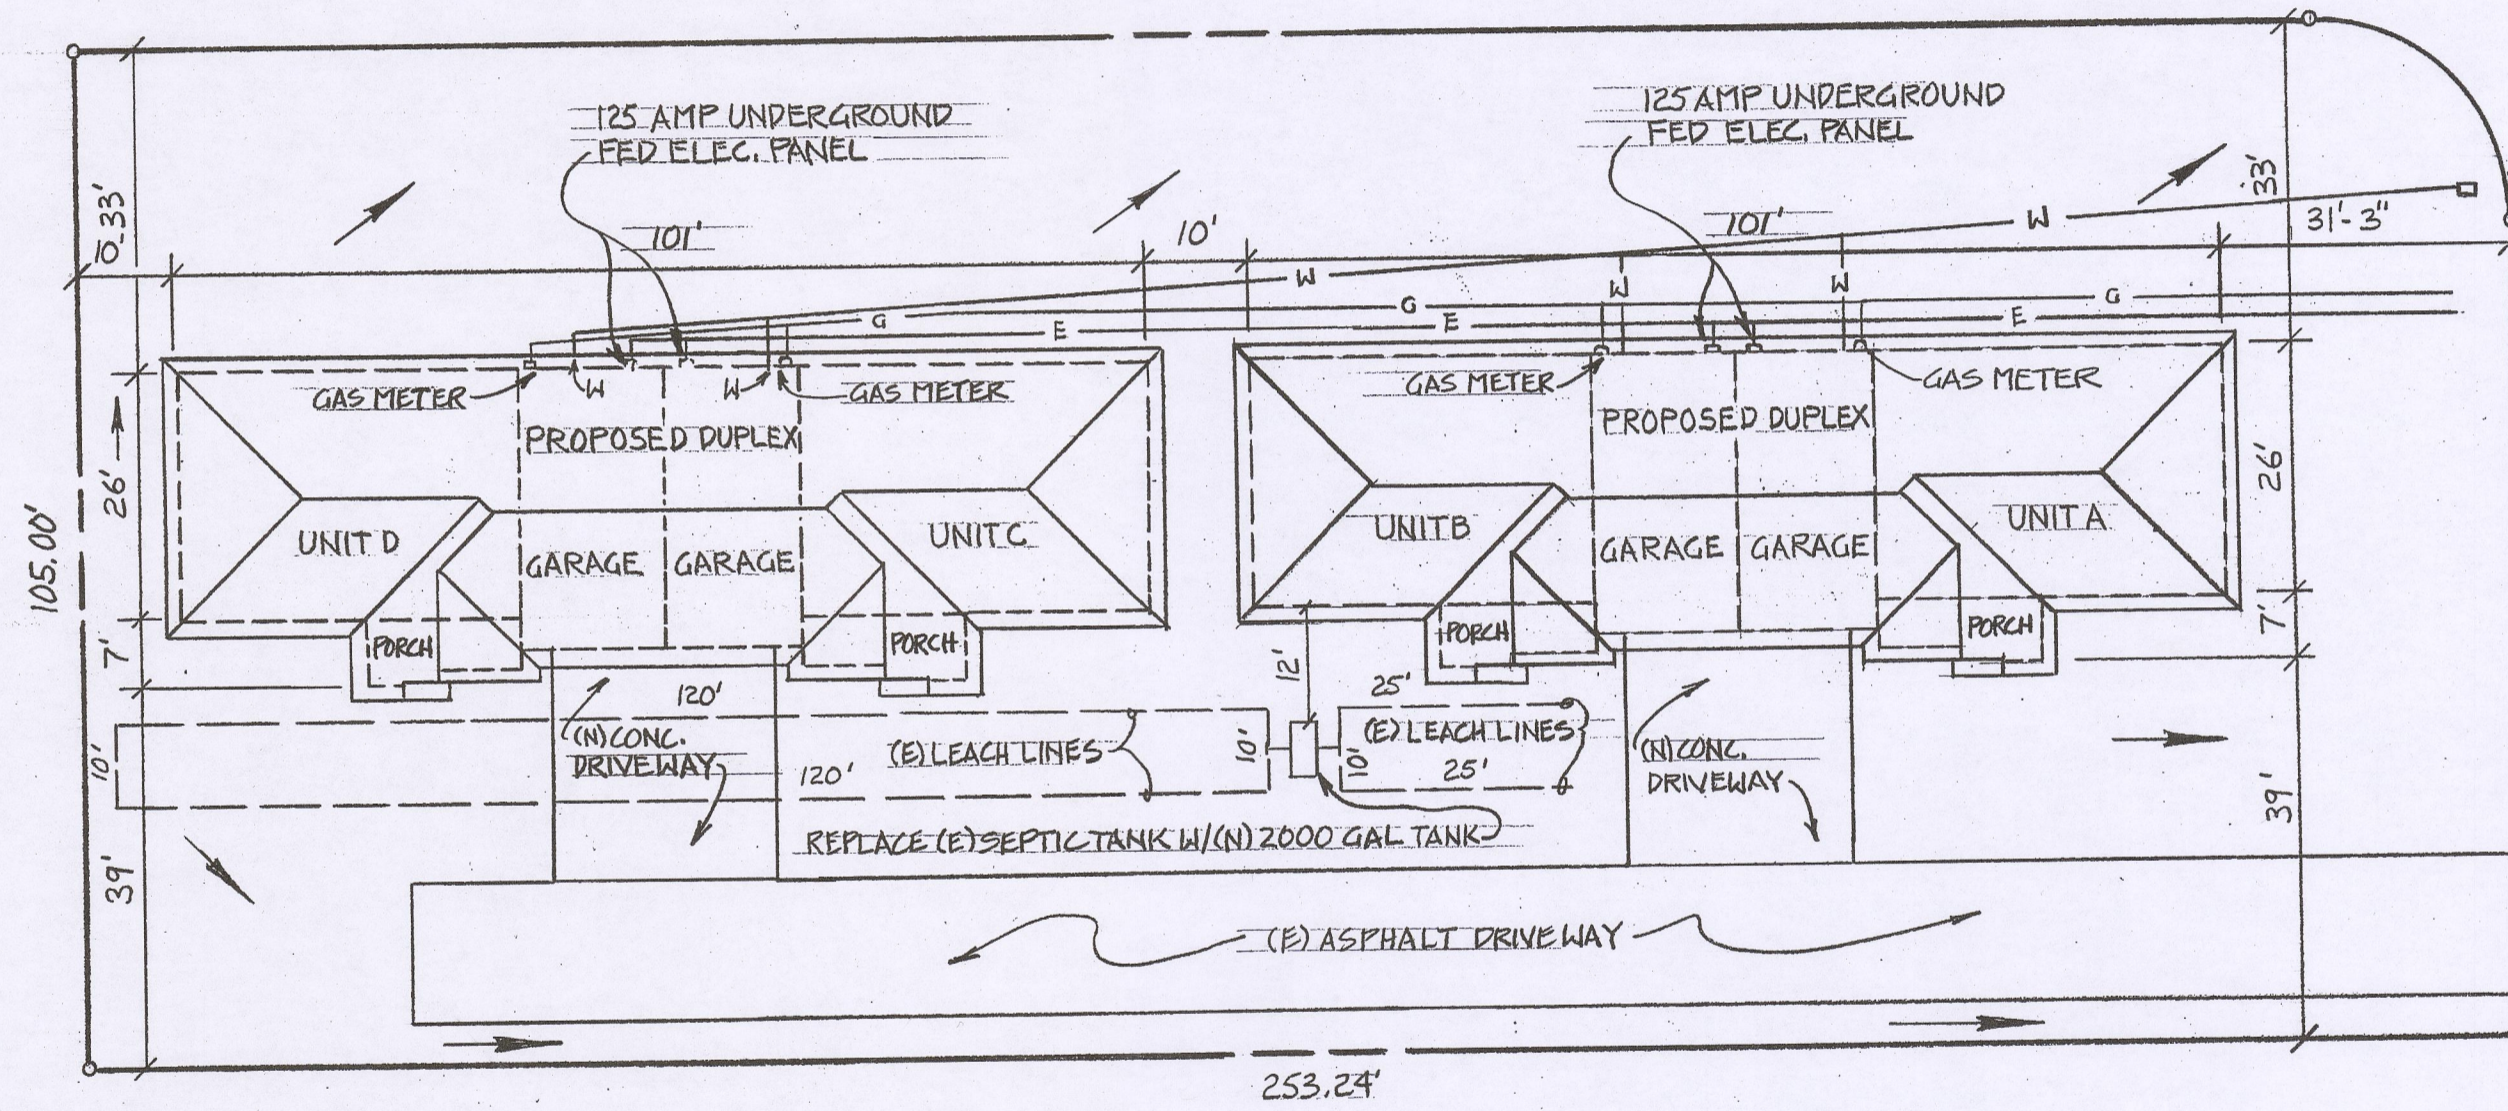 125 AMP UNDERGROUND
FED ELEC. PANEL
125 AMP UNDERGROUND
FED ELEC. PANEL
33'
10'
101'
10'
101'
33'
31'-3"
W
W
W
W
G
G
G
E
E
E
GAS METER
W
W
GAS METER
GAS METER
GAS METER
PROPOSED DUPLEX
PROPOSED DUPLEX
26'
26'
105.00'
UNIT D
UNIT C
UNIT B
UNIT A
GARAGE
GARAGE
GARAGE
GARAGE
7'
PORCH
PORCH
PORCH
PORCH
7'
12'
120'
25'
10'
(N) CONC.
DRIVEWAY
120'
(E) LEACH LINES
10'
10'
(E) LEACH LINES
25'
(N) CONC.
DRIVEWAY
REPLACE (E) SEPTIC TANK W/(N) 2000 GAL TANK
39'
39'
(E) ASPHALT DRIVEWAY
253.24'